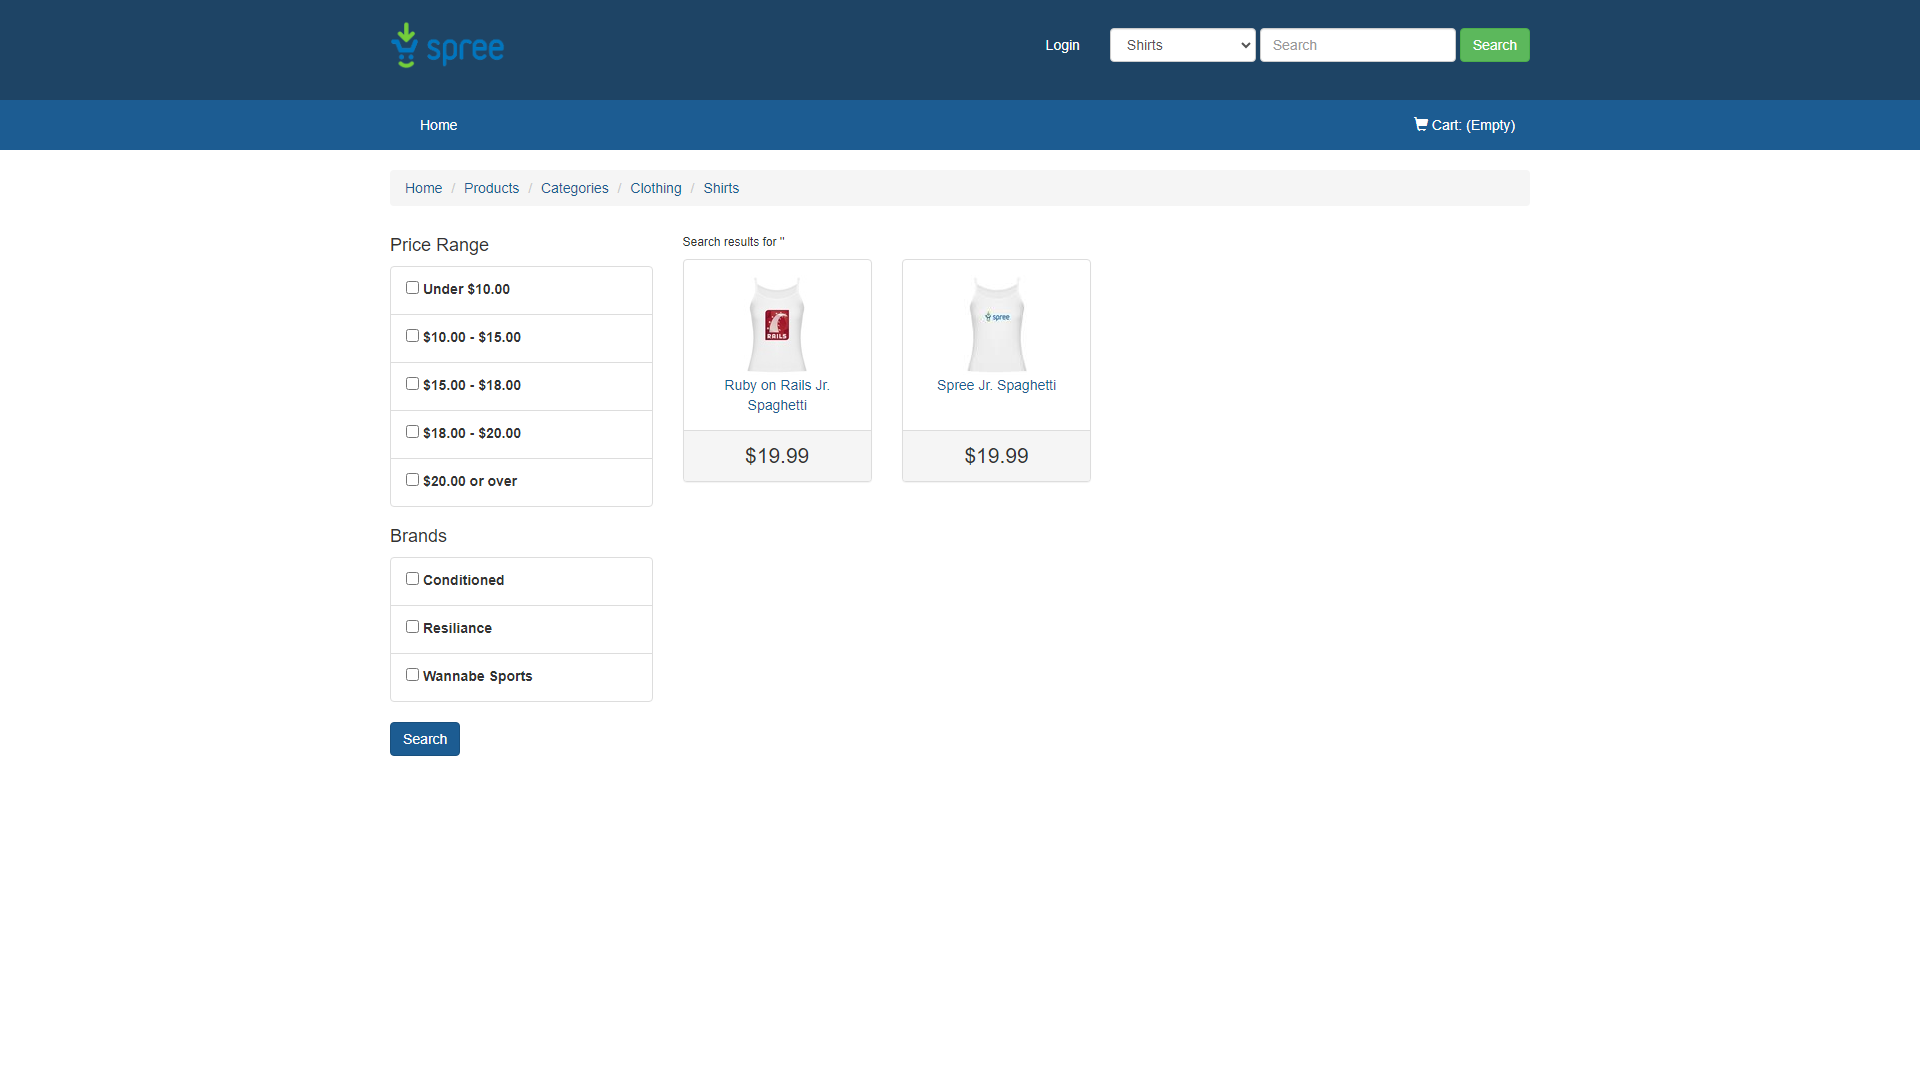 spree
Login
Shirts
Search
Search
Home
Cart: (Empty)
Home / Products / Categories / Clothing / Shirts
Price Range
Under $10.00
$10.00 - $15.00
$15.00 - $18.00
$18.00 - $20.00
$20.00 or over
Brands
Conditioned
Resiliance
Wannabe Sports
Search
Search results for ''
RAILS
Ruby on Rails Jr.
Spaghetti
$19.99
spree
Spree Jr. Spaghetti
$19.99